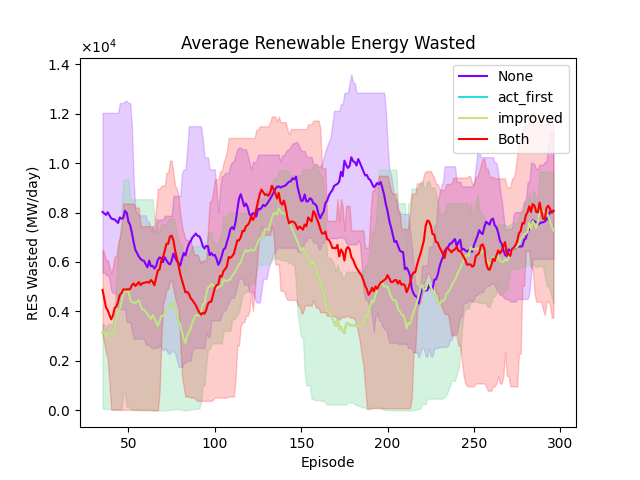 Average Renewable Energy Wasted
×10⁴
1.4
1.2
1.0
0.8
0.6
0.4
0.2
0.0
RES Wasted (MW/day)
50
100
150
200
250
300
Episode
None
act_first
improved
Both